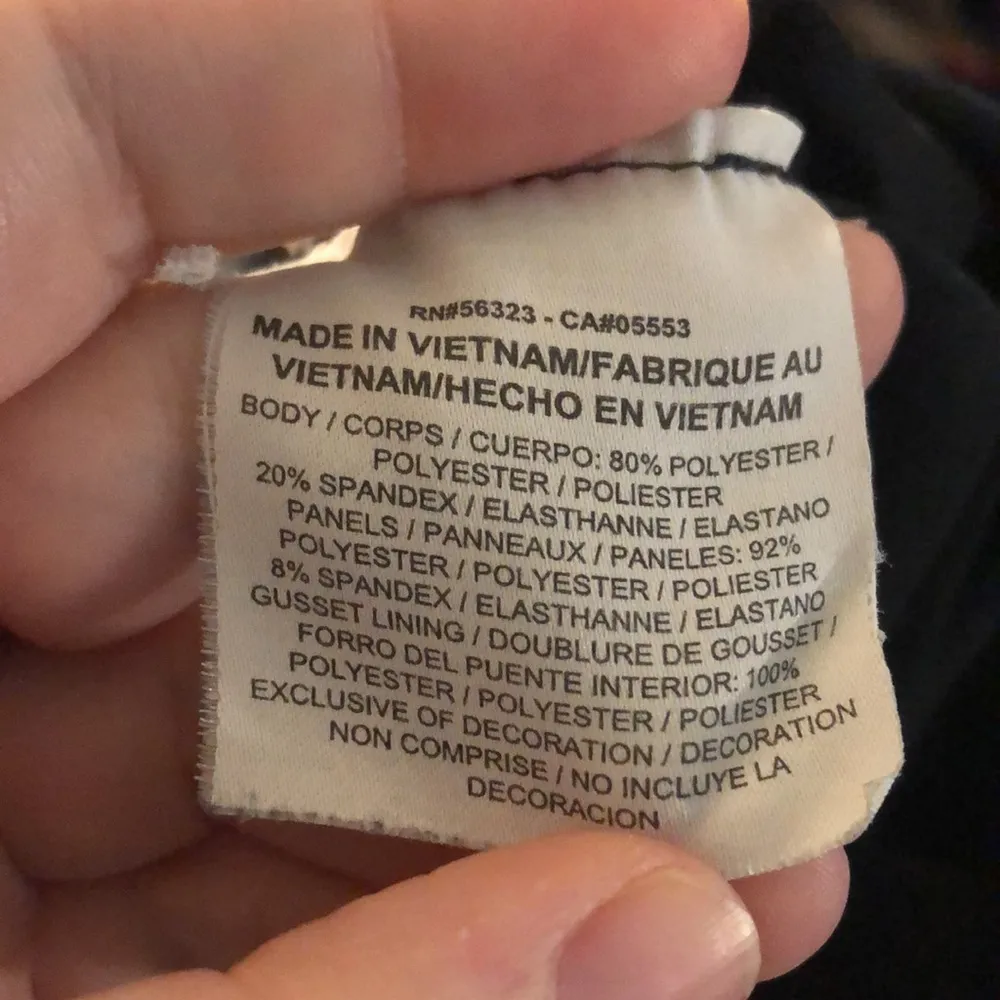 RN#56323 - CA#05553
MADE IN VIETNAM/FABRIQUE AU
VIETNAM/HECHO EN VIETNAM
BODY / CORPS / CUERPO: 80% POLYESTER /
POLYESTER / POLIESTER
20% SPANDEX / ELASTHANNE / ELASTANO
PANELS / PANNEAUX / PANELES: 92%
POLYESTER / POLYESTER / POLIESTER
8% SPANDEX / ELASTHANNE / ELASTANO
GUSSET LINING / DOUBLURE DE GOUSSET /
FORRO DEL PUENTE INTERIOR: 100%
POLYESTER / POLYESTER / POLIESTER
EXCLUSIVE OF DECORATION / DECORATION
NON COMPRISE / NO INCLUYE LA
DECORACION